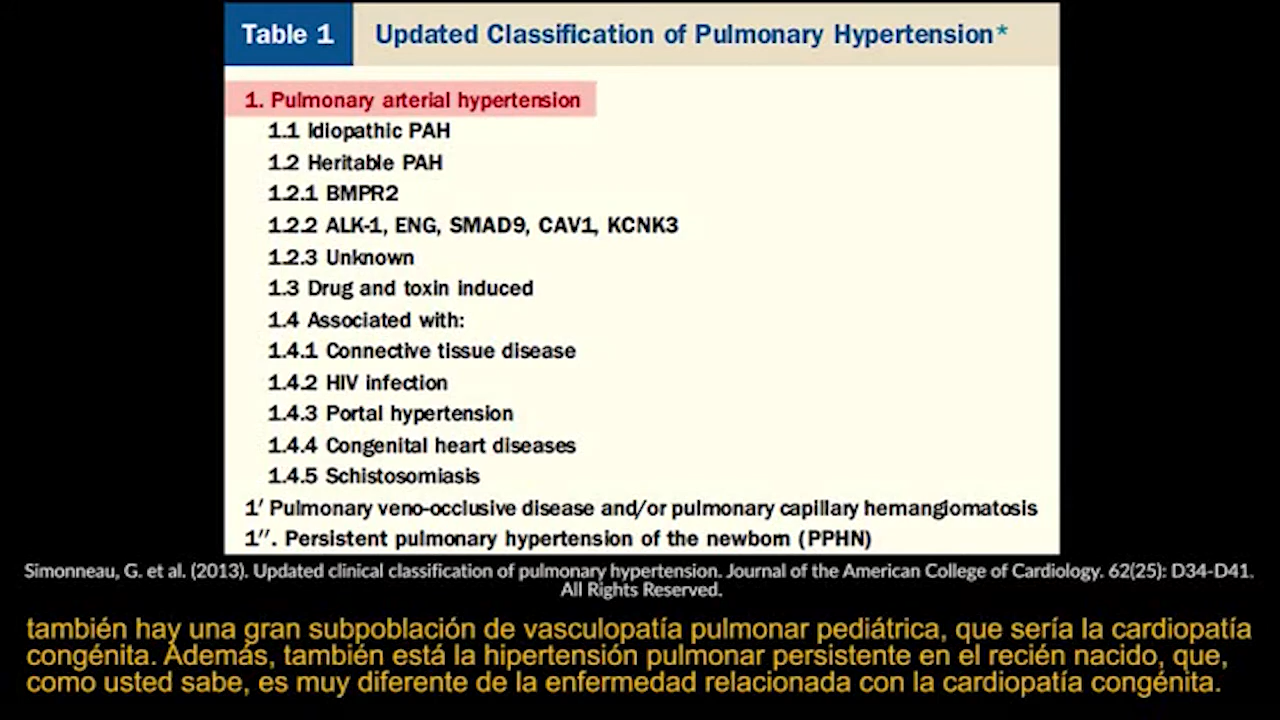 Table 1 Updated Classification of Pulmonary Hypertension*
1. Pulmonary arterial hypertension
1.1 Idiopathic PAH
1.2 Heritable PAH
1.2.1 BMPR2
1.2.2 ALK-1, ENG, SMAD9, CAV1, KCNK3
1.2.3 Unknown
1.3 Drug and toxin induced
1.4 Associated with:
1.4.1 Connective tissue disease
1.4.2 HIV infection
1.4.3 Portal hypertension
1.4.4 Congenital heart diseases
1.4.5 Schistosomiasis
1′ Pulmonary veno-occlusive disease and/or pulmonary capillary hemangiomatosis
1′′. Persistent pulmonary hypertension of the newborn (PPHN)
Simonneau, G. et al. (2013). Updated clinical classification of pulmonary hypertension. Journal of the American College of Cardiology. 62(25): D34-D41.
All Rights Reserved.
también hay una gran subpoblación de vasculopatía pulmonar pediátrica, que sería la cardiopatía
congénita. Además, también está la hipertensión pulmonar persistente en el recién nacido, que,
como usted sabe, es muy diferente de la enfermedad relacionada con la cardiopatía congénita.